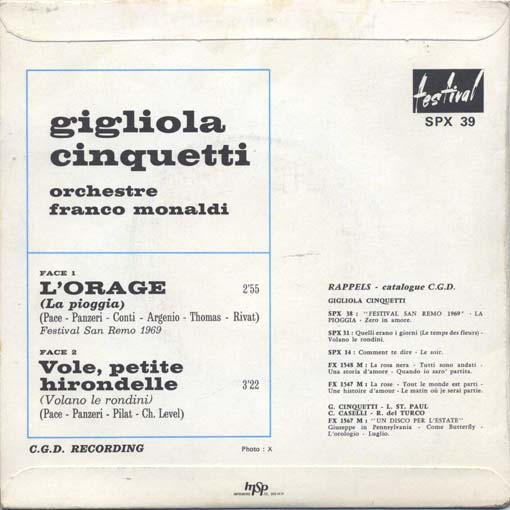 gigliola
cinquetti
orchestre
franco monaldi
FACE 1
L'ORAGE 2'55
(La pioggia)
(Pace - Panzeri - Conti - Argenio - Thomas - Rivat)
Festival San Remo 1969
FACE 2
Vole, petite
hirondelle 3'22
(Volano le rondini)
(Pace - Panzeri - Pilat - Ch. Level)
C.G.D. RECORDING
Photo : X
festival
SPX 39
RAPPELS - catalogue C.G.D.
GIGLIOLA CINQUETTI
SPX 38 : "FESTIVAL SAN REMO 1969" - LA
PIOGGIA - Zero in amore.
SPX 31 : Quelli erano i giorni (Le temps des fleurs) -
Volano le rondini.
SPX 14 : Comment te dire - Le soir.
FX 1548 M : La rosa nera - Tutti sono andati -
Una storia d'amore - Quando io saro' partita.
FX 1547 M : La rose - Tout le monde est parti -
Une histoire d'amour - Le matin où je serai partie.
G. CINQUETTI - L. ST. PAUL
C. CASELLI - R. del TURCO
FX 1567 M : "UN DISCO PER L'ESTATE"
Giuseppe in Pennsylvania - Come Butterfly -
L'orologio - Luglio.